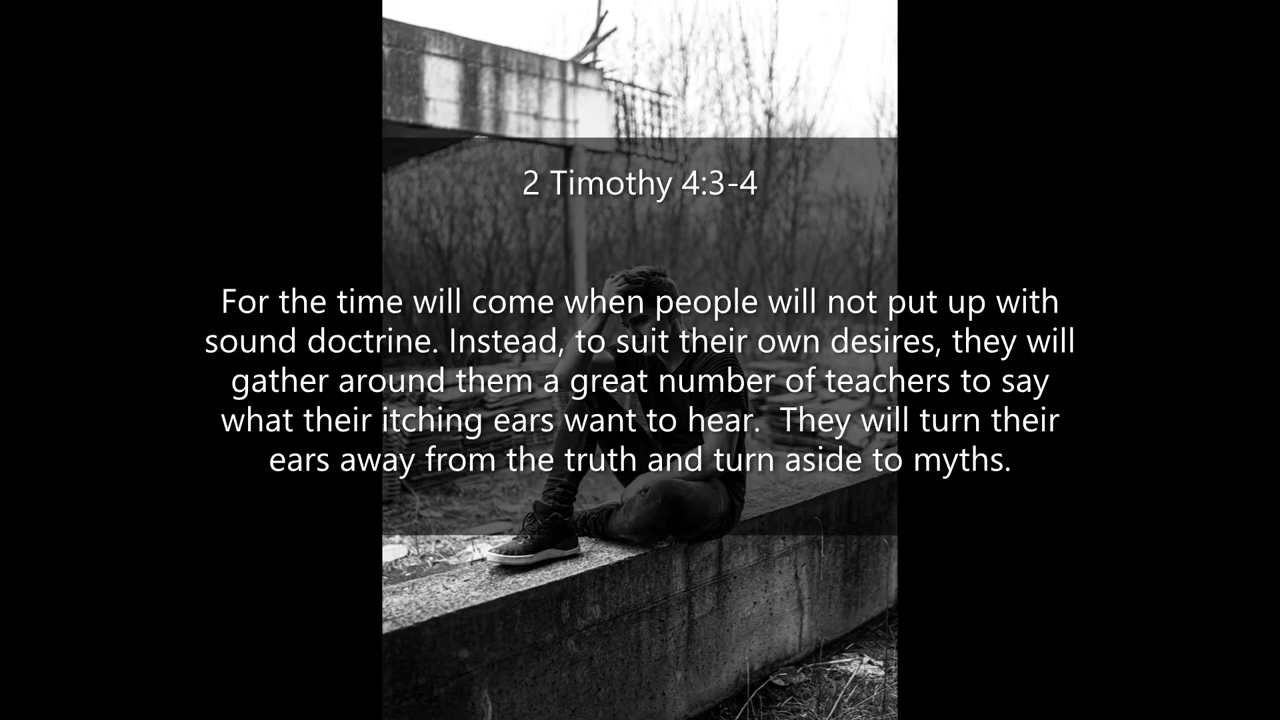 2 Timothy 4:3-4
For the time will come when people will not put up with
sound doctrine. Instead, to suit their own desires, they will
gather around them a great number of teachers to say
what their itching ears want to hear.  They will turn their
ears away from the truth and turn aside to myths.